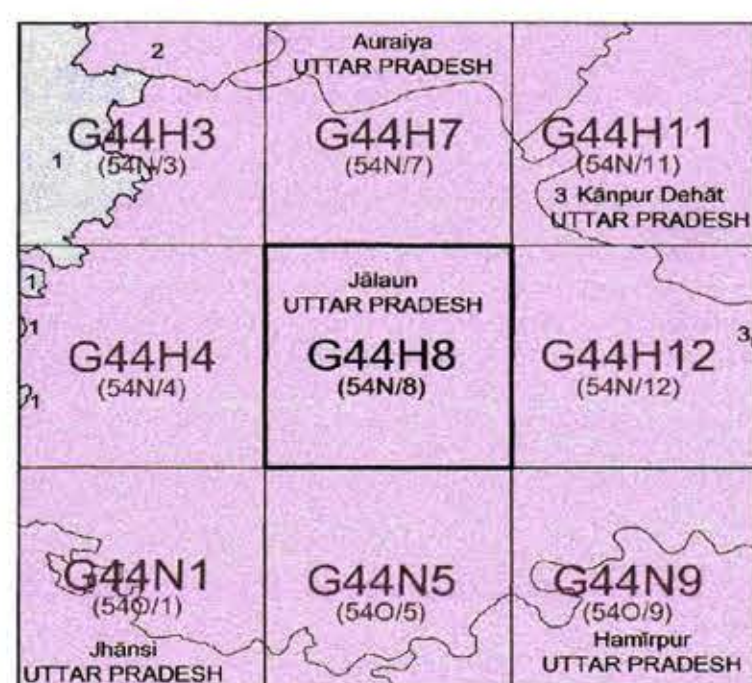 2
Auraiya
UTTAR PRADESH
G44H3
(54N/3)
1
G44H7
(54N/7)
G44H11
(54N/11)
3 Kānpur Dehāt
UTTAR PRADESH
1
1
1
G44H4
(54N/4)
Jālaun
UTTAR PRADESH
G44H8
(54N/8)
G44H12
(54N/12)
3
G44N1
(54O/1)
Jhānsi
UTTAR PRADESH
G44N5
(54O/5)
G44N9
(54O/9)
Hamīrpur
UTTAR PRADESH